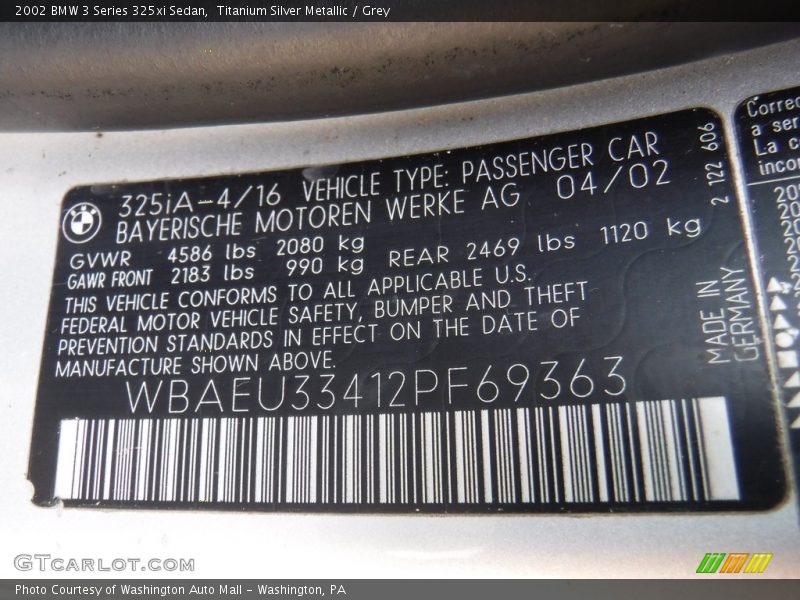 2002 BMW 3 Series 325xi Sedan,  Titanium Silver Metallic / Grey
325iA-4/16 VEHICLE TYPE: PASSENGER CAR
BAYERISCHE MOTOREN WERKE AG 04/02
GVWR 4586 lbs 2080 kg
GAWR FRONT 2183 lbs 990 kg REAR 2469 lbs 1120 kg
THIS VEHICLE CONFORMS TO ALL APPLICABLE U.S.
FEDERAL MOTOR VEHICLE SAFETY, BUMPER AND THEFT
PREVENTION STANDARDS IN EFFECT ON THE DATE OF
MANUFACTURE SHOWN ABOVE.
WBAEU33412PF69363
2 122 606
MADE IN
GERMANY
Correc
a ser
La c
incor
GTcarlot.com
Photo Courtesy of Washington Auto Mall - Washington, PA